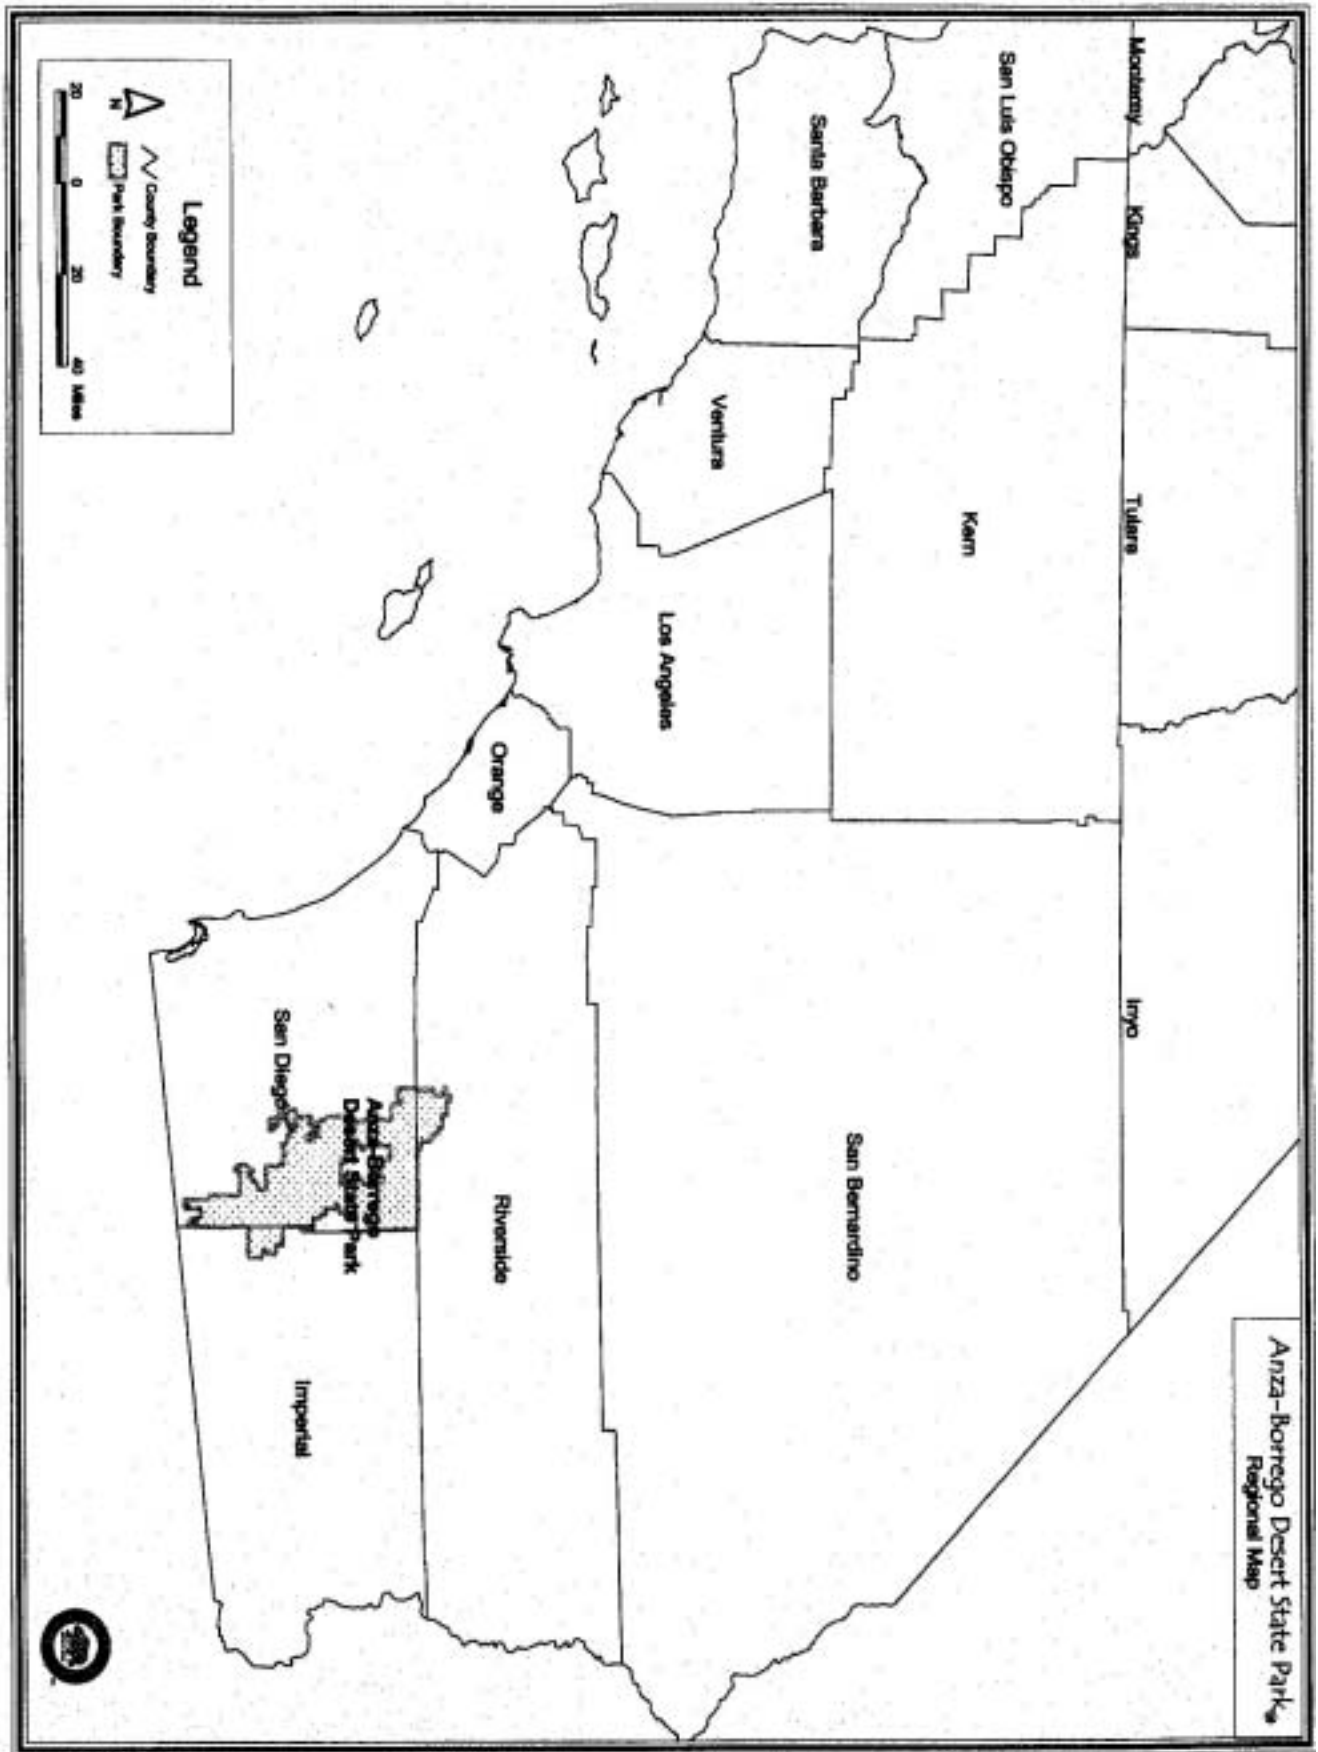 Anza-Borrego Desert State Park
Regional Map
Monterey
Kings
Tulare
Inyo
San Luis Obispo
Kern
Santa Barbara
San Bernardino
Ventura
Los Angeles
Orange
Riverside
Anza-Borrego
Desert State Park
San Diego
Imperial
Legend
County Boundary
Park Boundary
N
20 0 20 40 Miles